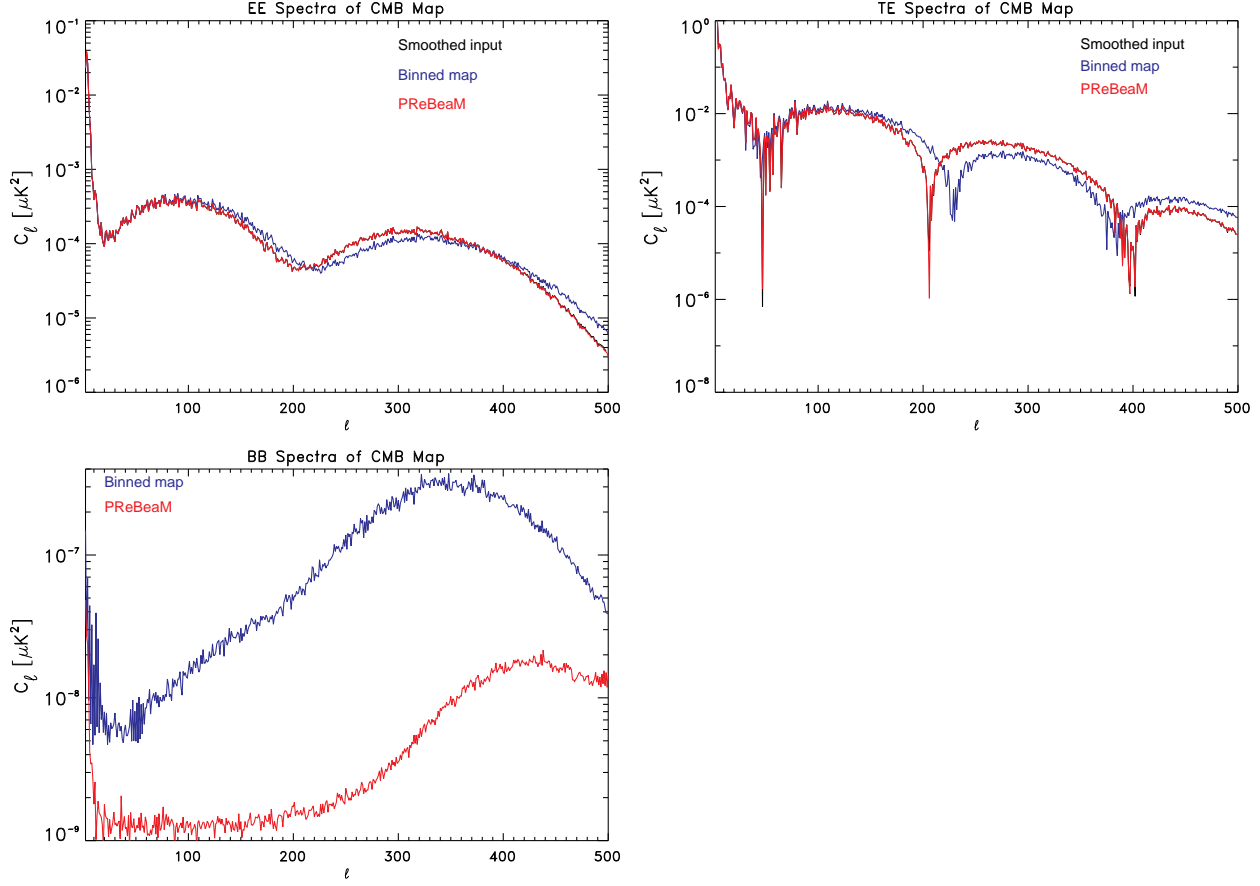 EE Spectra of CMB Map
Smoothed input
Binned map
PReBeaM
10⁻¹
10⁻²
10⁻³
10⁻⁴
10⁻⁵
10⁻⁶
C_ℓ [μK²]
100 200 300 400 500
ℓ
TE Spectra of CMB Map
Smoothed input
Binned map
PReBeaM
10⁰
10⁻²
10⁻⁴
10⁻⁶
10⁻⁸
C_ℓ [μK²]
100 200 300 400 500
ℓ
BB Spectra of CMB Map
Binned map
PReBeaM
10⁻⁷
10⁻⁸
10⁻⁹
C_ℓ [μK²]
100 200 300 400 500
ℓ